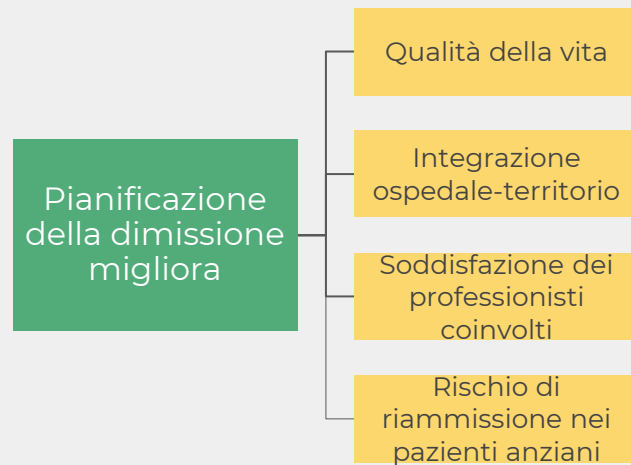 Pianificazione
della dimissione
migliora
Qualità della vita
Integrazione
ospedale-territorio
Soddisfazione dei
professionisti
coinvolti
Rischio di
riammissione nei
pazienti anziani